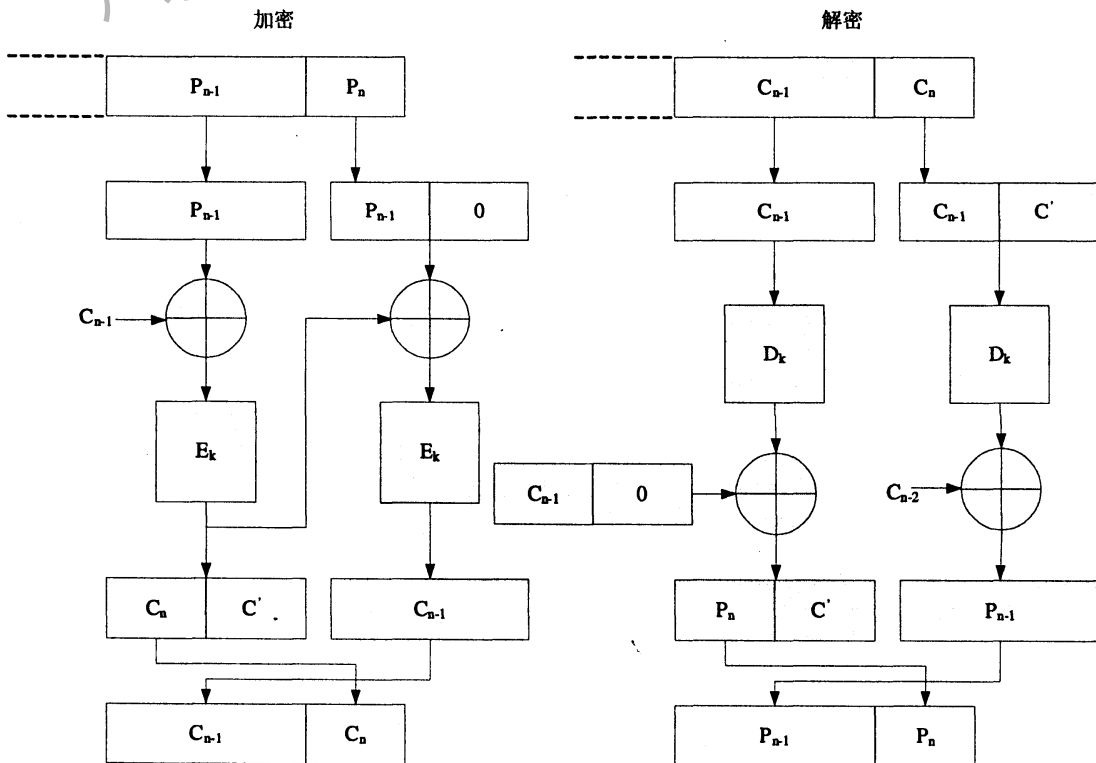 加密
解密
P_{n-1} P_n
C_{n-1} C_n
P_{n-1}
P_{n-1} 0
C_{n-1}
C_{n-1} C'
C_{n-1}
D_k
D_k
E_k
E_k
C_{n-1} 0
C_{n-2}
C_n C'
C_{n-1}
P_n C'
P_{n-1}
C_{n-1} C_n
P_{n-1} P_n